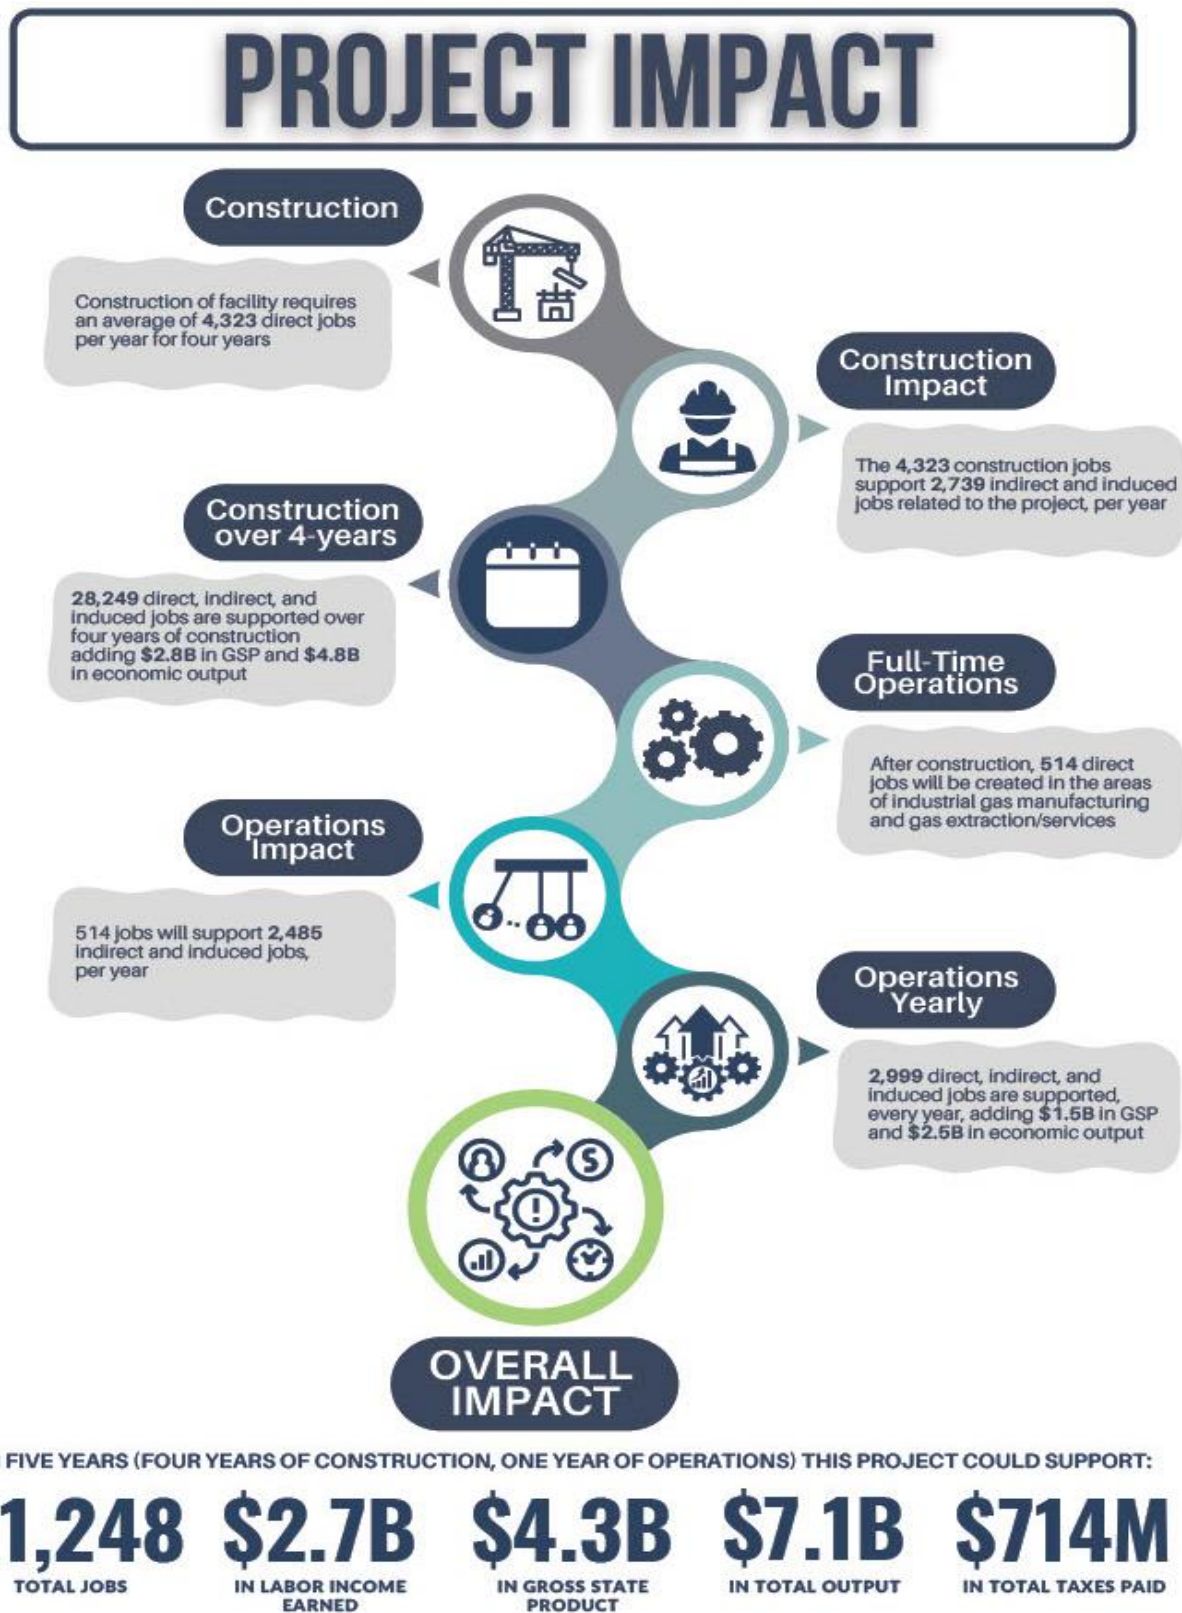 PROJECT IMPACT
Construction
Construction of facility requires
an average of 4,323 direct jobs
per year for four years
Construction
Impact
The 4,323 construction jobs
support 2,739 indirect and induced
jobs related to the project, per year
Construction
over 4-years
28,249 direct, indirect, and
induced jobs are supported over
four years of construction
adding $2.8B in GSP and $4.8B
in economic output
Full-Time
Operations
After construction, 514 direct
jobs will be created in the areas
of industrial gas manufacturing
and gas extraction/services
Operations
Impact
514 jobs will support 2,485
indirect and induced jobs,
per year
Operations
Yearly
2,999 direct, indirect, and
induced jobs are supported,
every year, adding $1.5B in GSP
and $2.5B in economic output
OVERALL
IMPACT
FIVE YEARS (FOUR YEARS OF CONSTRUCTION, ONE YEAR OF OPERATIONS) THIS PROJECT COULD SUPPORT:
1,248 $2.7B $4.3B $7.1B $714M
TOTAL JOBS IN LABOR INCOME EARNED IN GROSS STATE PRODUCT IN TOTAL OUTPUT IN TOTAL TAXES PAID